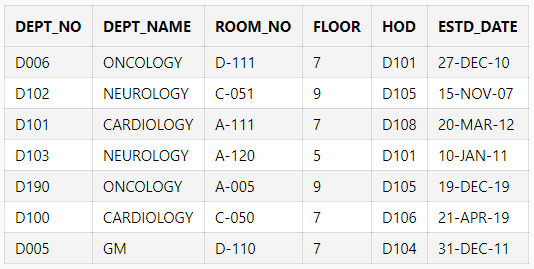 DEPT_NO DEPT_NAME ROOM_NO FLOOR HOD ESTD_DATE
D006 ONCOLOGY D-111 7 D101 27-DEC-10
D102 NEUROLOGY C-051 9 D105 15-NOV-07
D101 CARDIOLOGY A-111 7 D108 20-MAR-12
D103 NEUROLOGY A-120 5 D101 10-JAN-11
D190 ONCOLOGY A-005 9 D105 19-DEC-19
D100 CARDIOLOGY C-050 7 D106 21-APR-19
D005 GM D-110 7 D104 31-DEC-11